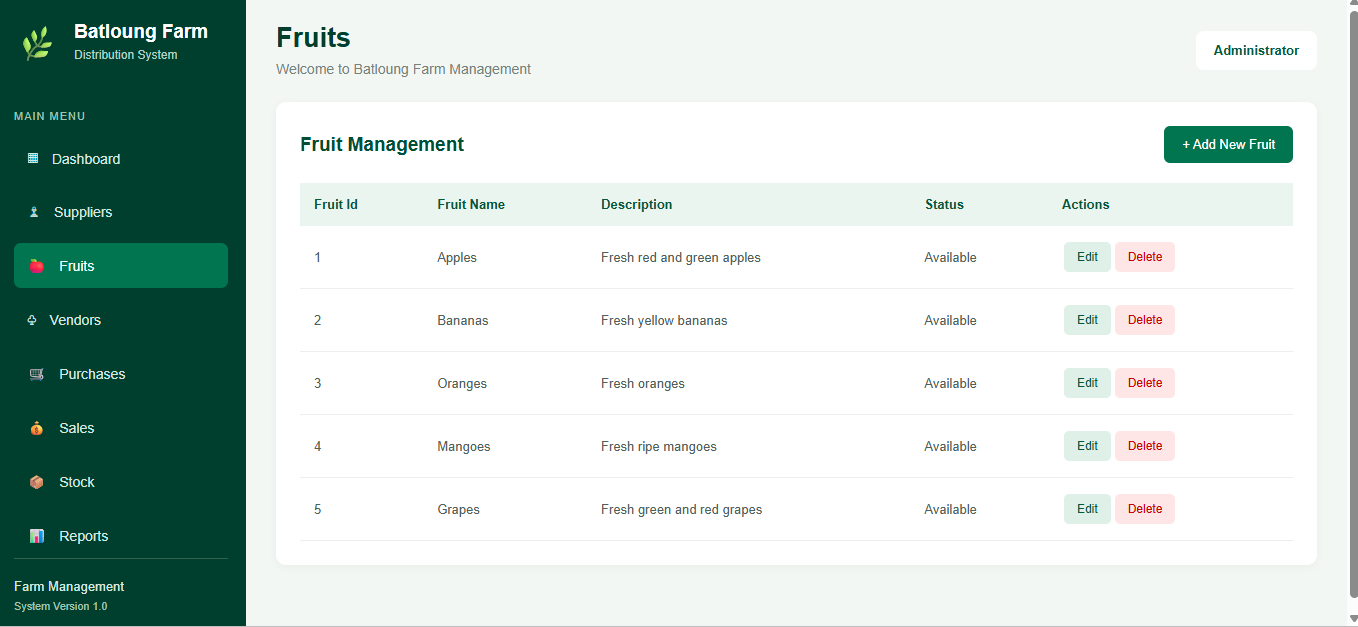 Batloung Farm
Distribution System
MAIN MENU
Dashboard
Suppliers
Fruits
Vendors
Purchases
Sales
Stock
Reports
Farm Management
System Version 1.0
Fruits
Welcome to Batloung Farm Management
Administrator
Fruit Management
+ Add New Fruit
Fruit Id Fruit Name Description Status Actions
1 Apples Fresh red and green apples Available Edit Delete
2 Bananas Fresh yellow bananas Available Edit Delete
3 Oranges Fresh oranges Available Edit Delete
4 Mangoes Fresh ripe mangoes Available Edit Delete
5 Grapes Fresh green and red grapes Available Edit Delete